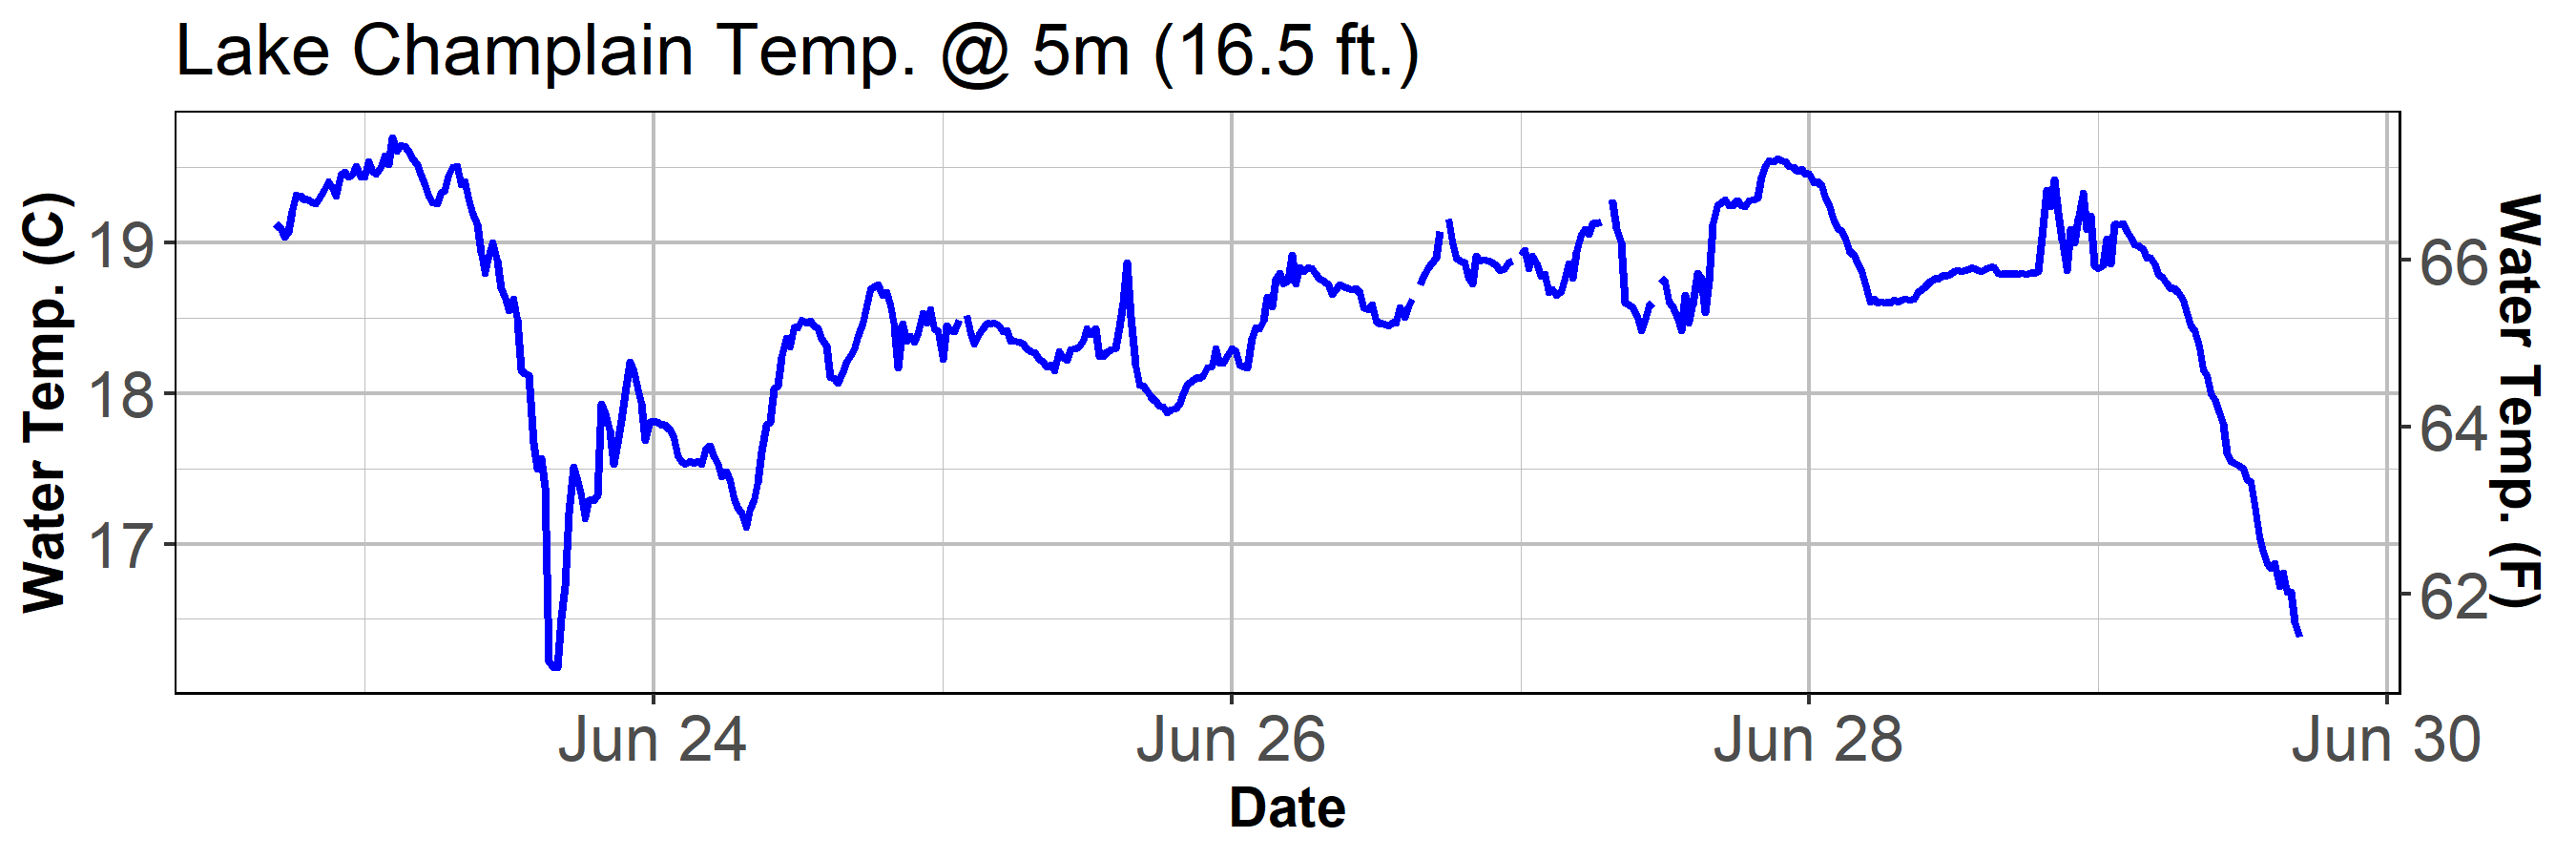 Lake Champlain Temp. @ 5m (16.5 ft.)
Water Temp. (C)
19
18
17
66
64
62
Water Temp. (F)
Jun 24
Jun 26
Jun 28
Jun 30
Date